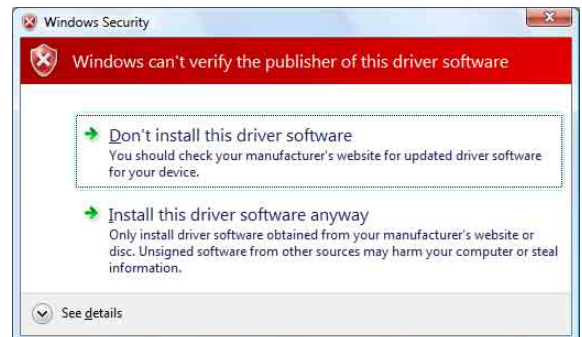 Windows Security
Windows can't verify the publisher of this driver software
Don't install this driver software
You should check your manufacturer's website for updated driver software
for your device.
Install this driver software anyway
Only install driver software obtained from your manufacturer's website or
disc. Unsigned software from other sources may harm your computer or steal
information.
See details